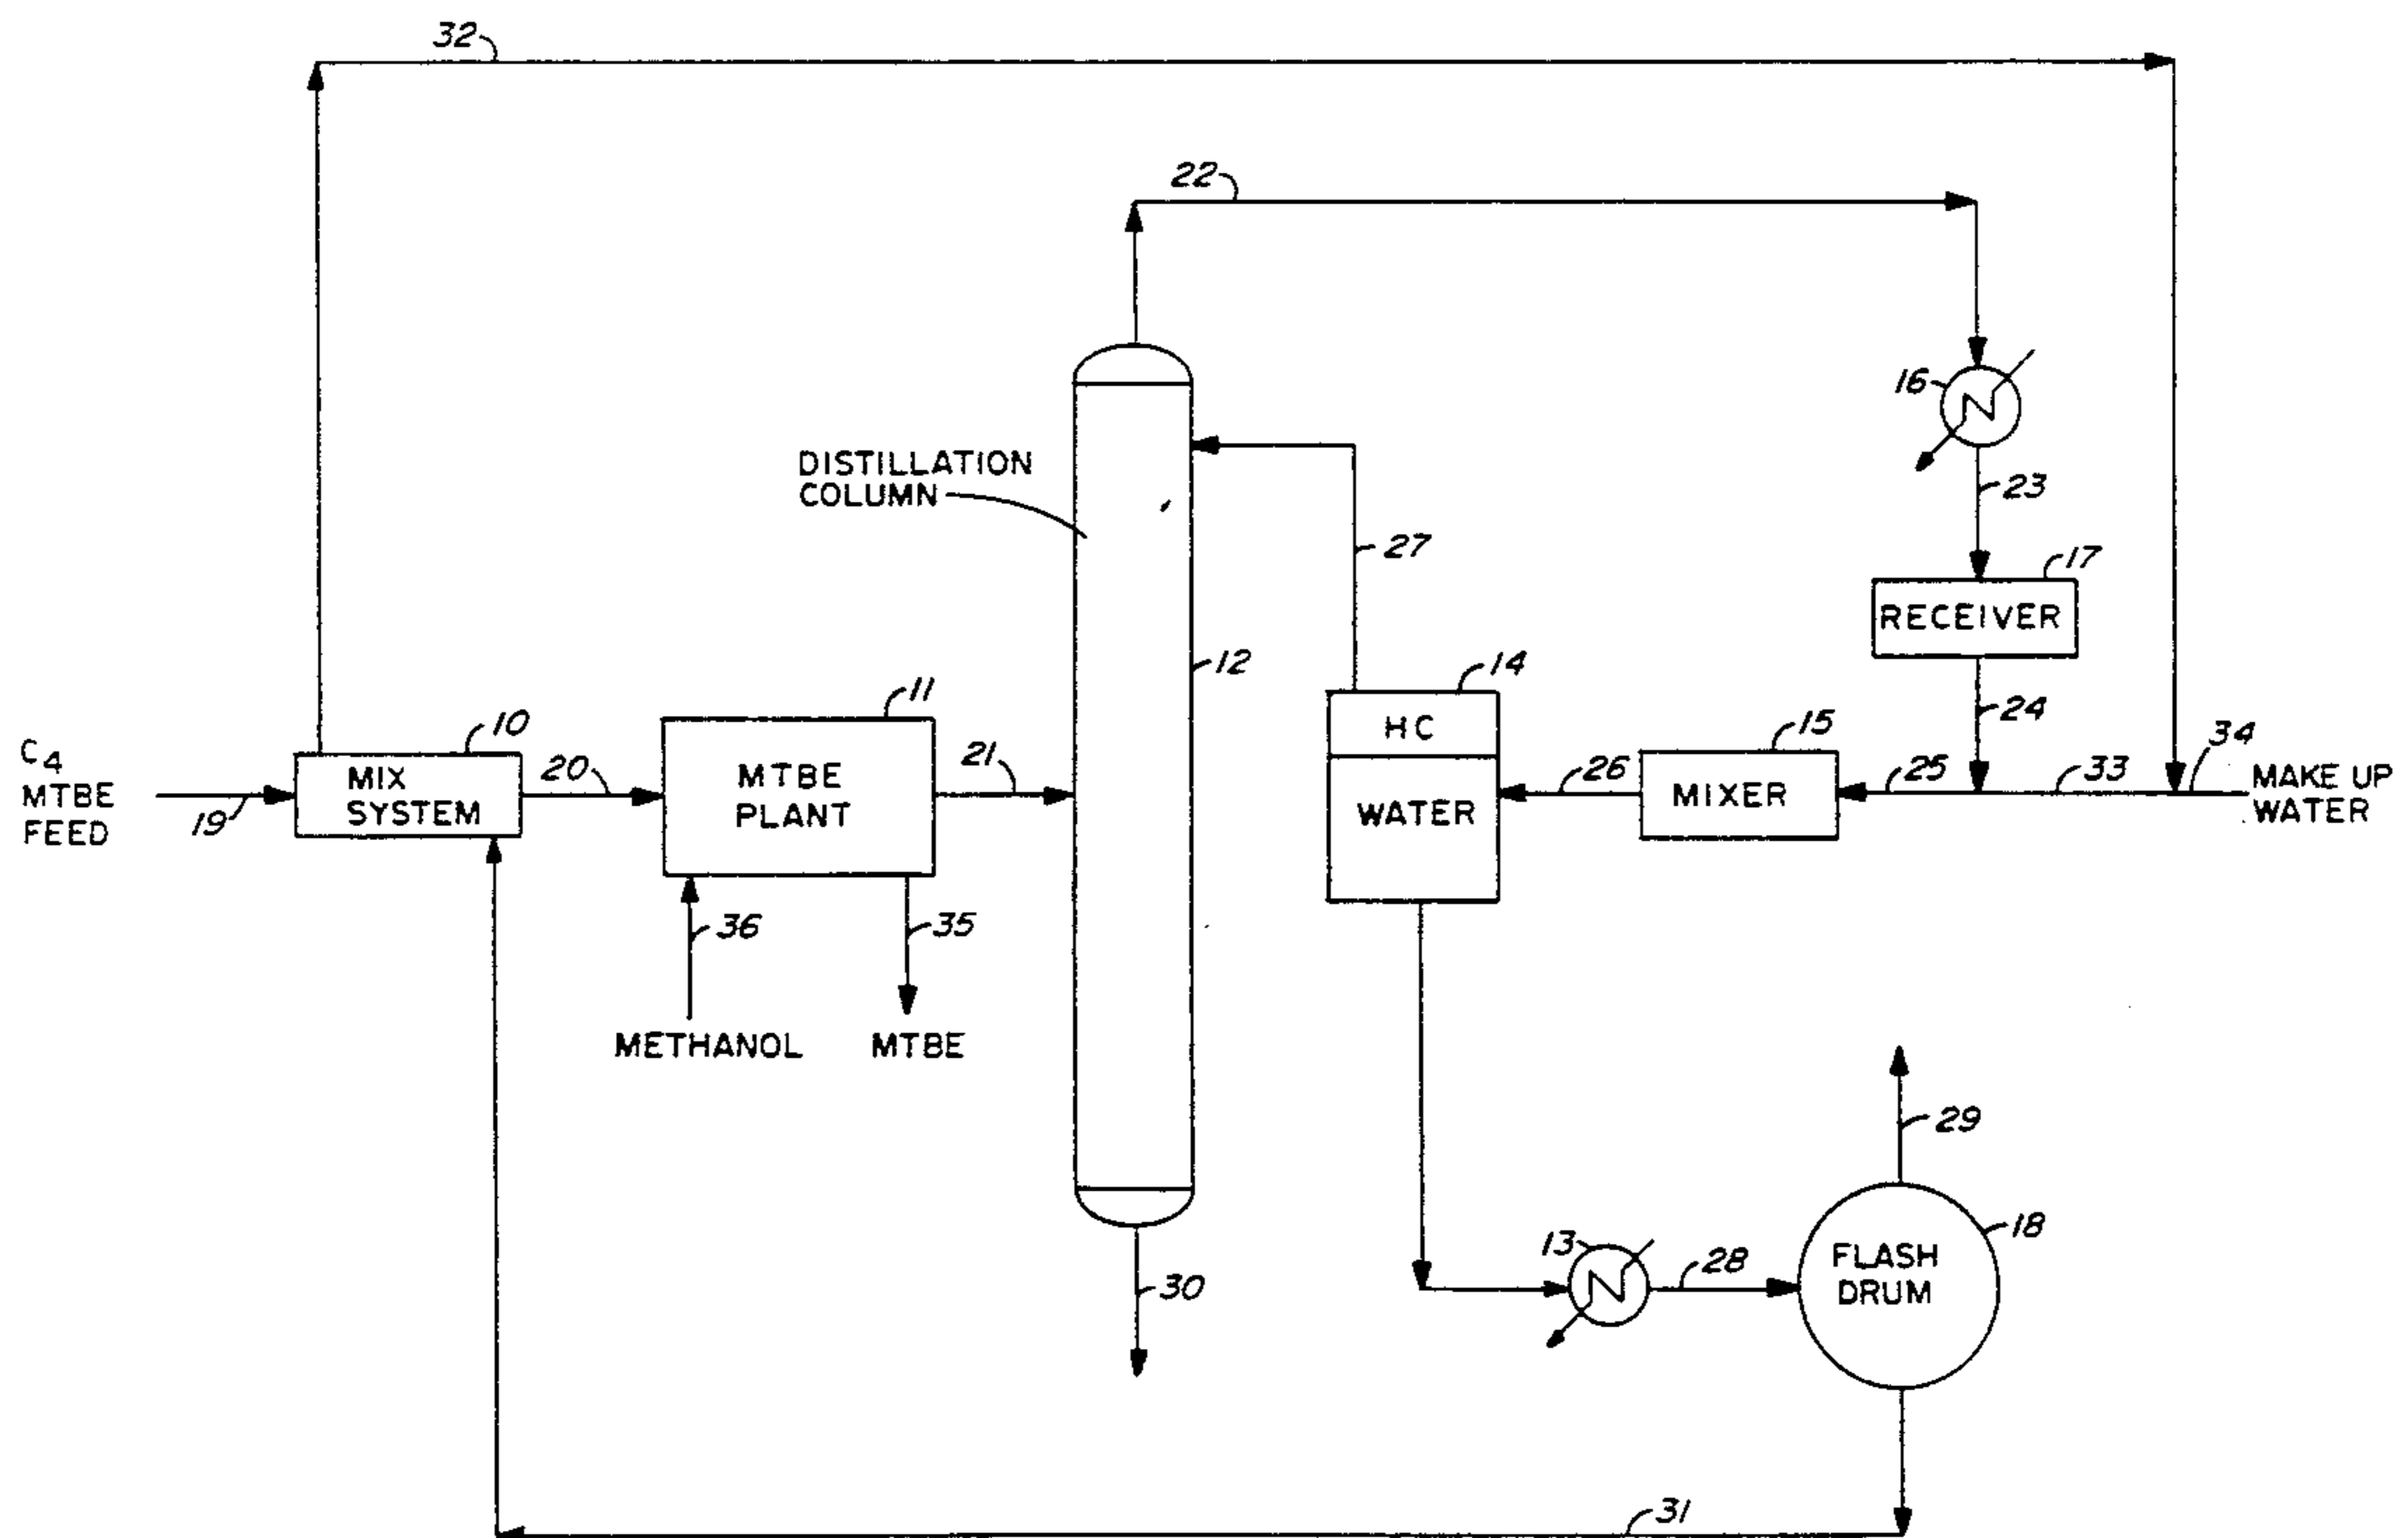 32
22
16
23
DISTILLATION
COLUMN
27
17
RECEIVER
12
14
11
24
10
HC
15
34
C4
MTBE
FEED
19
MIX
SYSTEM
20
MTBE
PLANT
21
WATER
26
MIXER
25
33
MAKE UP
WATER
36
35
METHANOL
MTBE
29
13
28
FLASH
DRUM
18
30
31